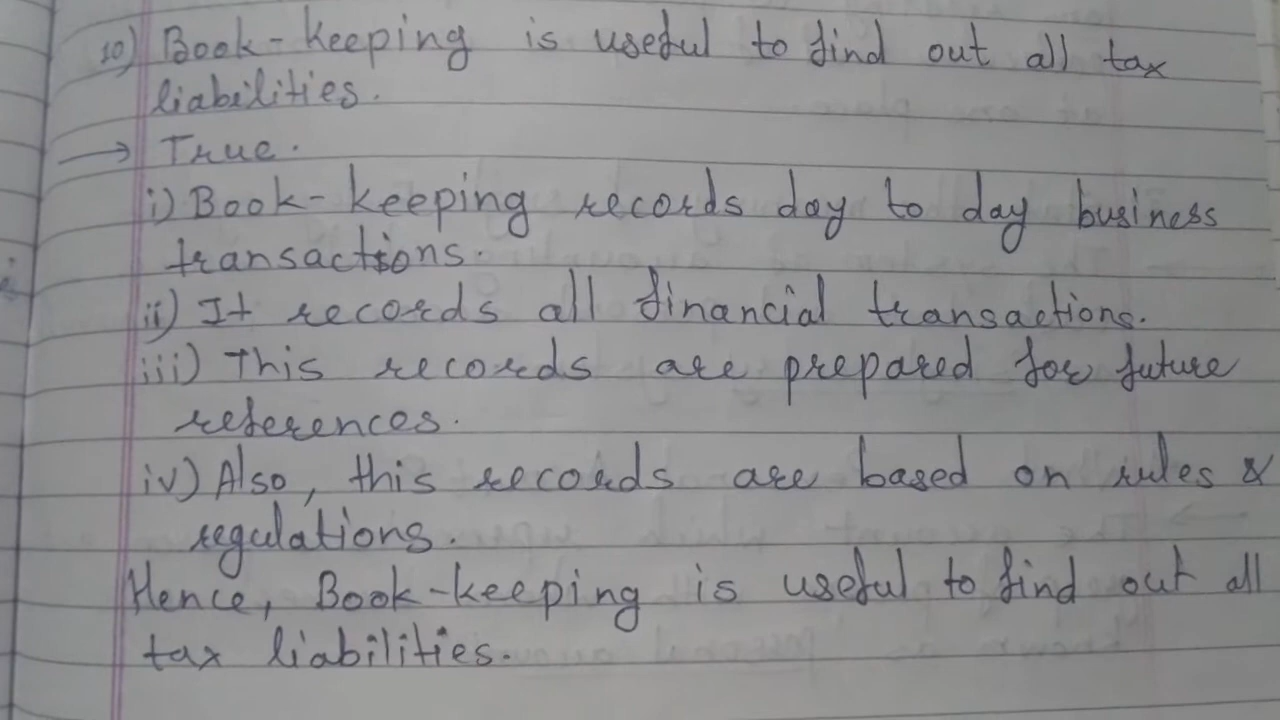 10) Book-keeping is useful to find out all tax
liabilities.
→ True.
i) Book-keeping records day to day business
transactions.
ii) It records all financial transactions.
iii) This records are prepared for future
references.
iv) Also, this records are based on rules &
regulations.
Hence, Book-keeping is useful to find out all
tax liabilities.